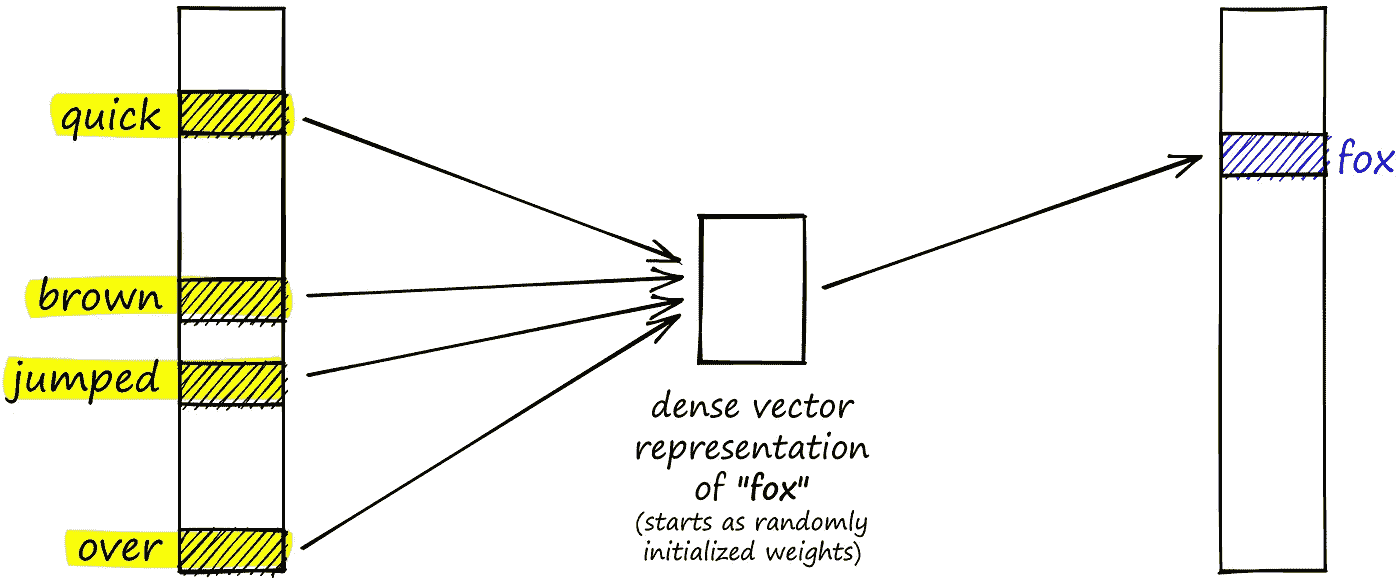 quick
brown
jumped
over
dense vector
representation
of "fox"
(starts as randomly
initialized weights)
fox